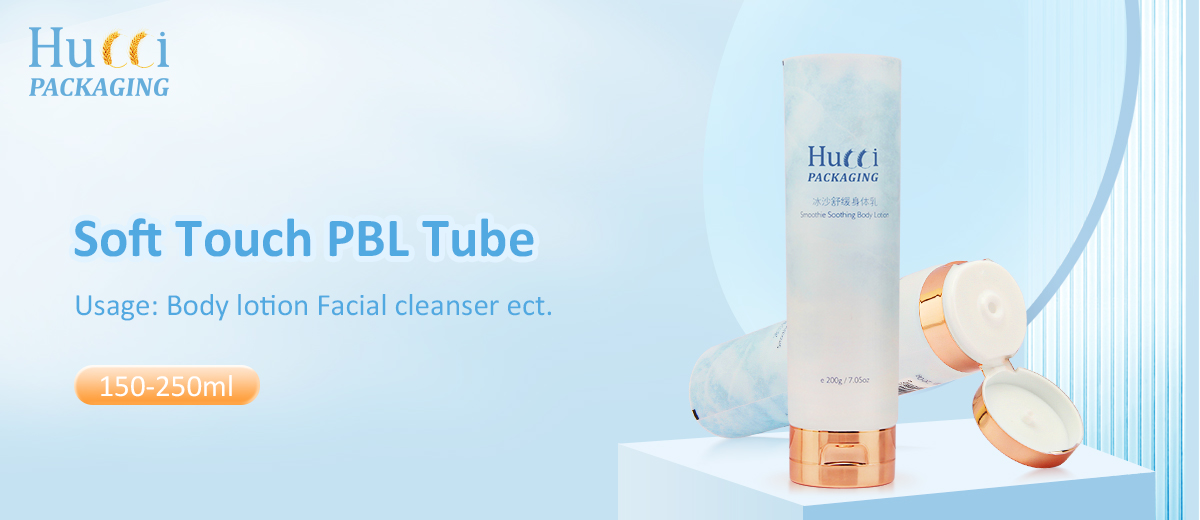 Hucci
PACKAGING
Soft Touch PBL Tube
Usage: Body lotion Facial cleanser ect.
150-250ml
Hucci
PACKAGING
冰沙舒缓身体乳
Smoothie Soothing Body Lotion
e 200g / 7.05oz